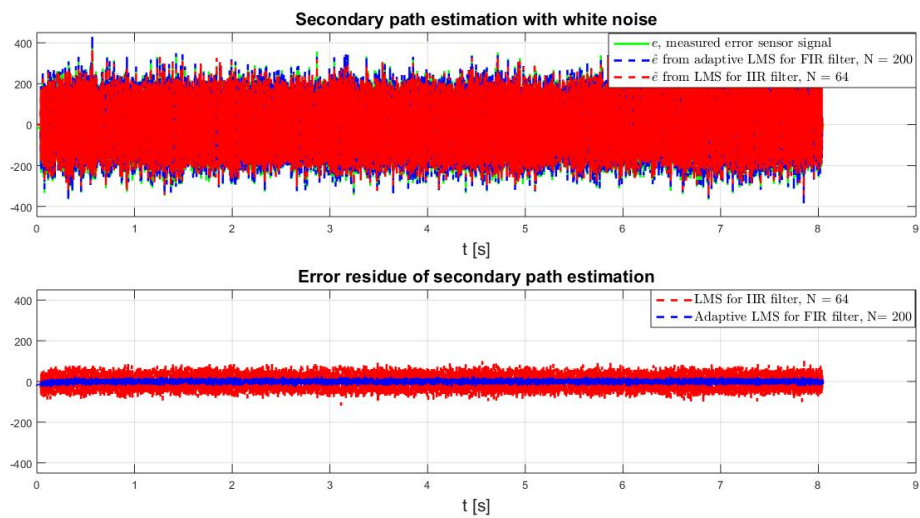 Secondary path estimation with white noise
400
200
0
-200
-400
e, measured error sensor signal
ê from adaptive LMS for FIR filter, N = 200
ê from LMS for IIR filter, N = 64
0 1 2 3 4 5 6 7 8 9
t [s]
Error residue of secondary path estimation
400
200
0
-200
-400
LMS for IIR filter, N = 64
Adaptive LMS for FIR filter, N= 200
0 1 2 3 4 5 6 7 8 9
t [s]